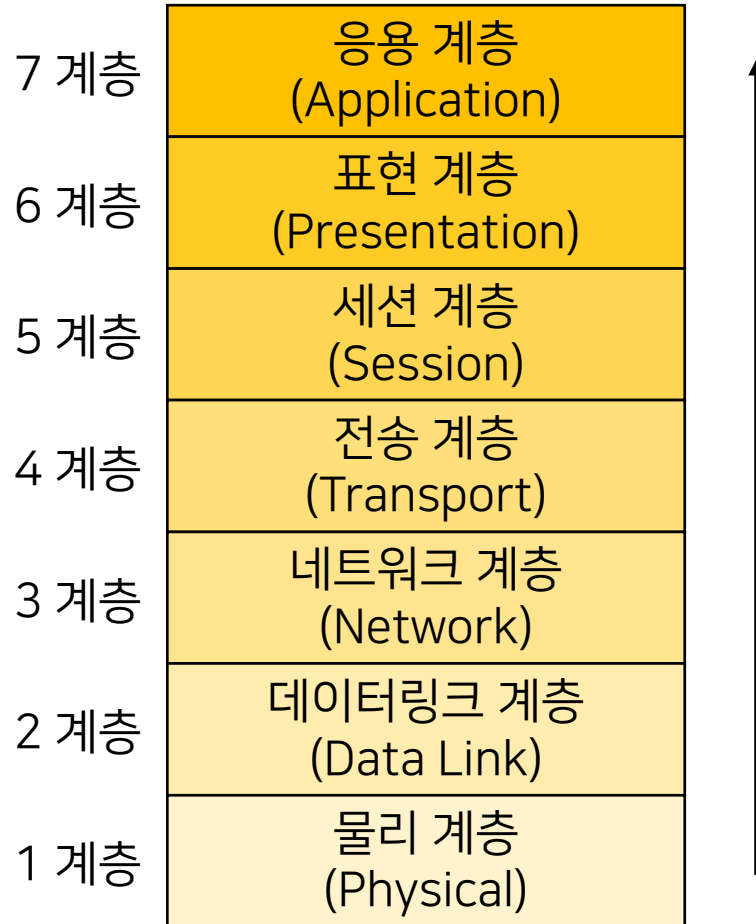 7 계층
응용 계층
(Application)
6 계층
표현 계층
(Presentation)
5 계층
세션 계층
(Session)
4 계층
전송 계층
(Transport)
3 계층
네트워크 계층
(Network)
2 계층
데이터링크 계층
(Data Link)
1 계층
물리 계층
(Physical)